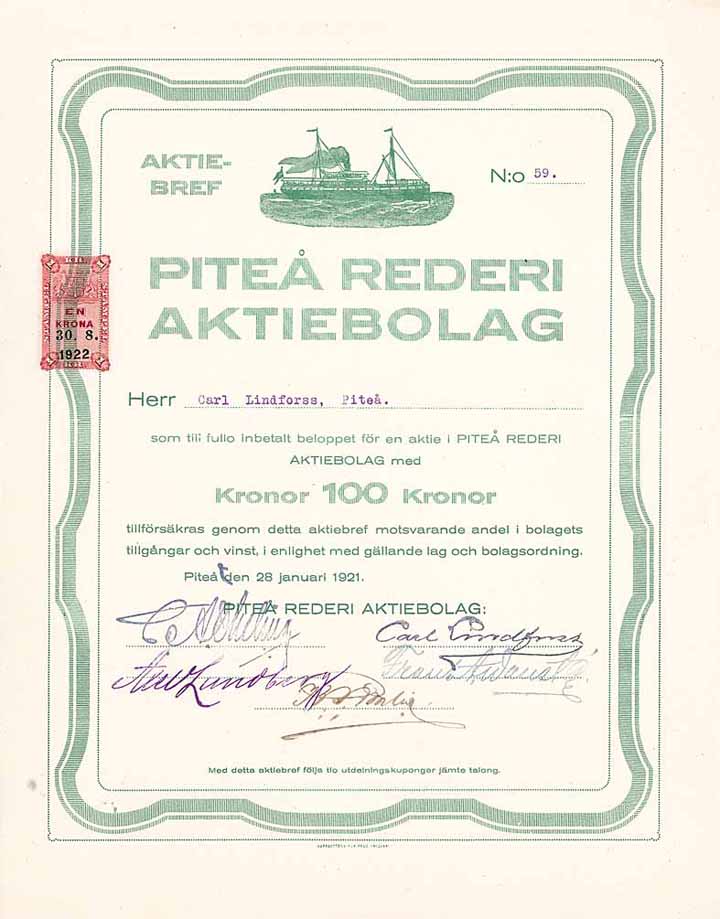 AKTIE-
BREF
N:o 59.
PITEÅ REDERI
AKTIEBOLAG
EN
KRONA
30. 8.
1922
Herr Carl Lindforss, Piteå.
som till fullo inbetalt beloppet för en aktie i PITEÅ REDERI
AKTIEBOLAG med
Kronor 100 Kronor
tillförsäkras genom detta aktiebref motsvarande andel i bolagets
tillgångar och vinst, i enlighet med gällande lag och bolagsordning.
Piteå den 28 januari 1921.
PITEÅ REDERI AKTIEBOLAG:
Carl Lindforss
Lundberg
Med detta aktiebref följa tio utdelningskuponger jämte talong.